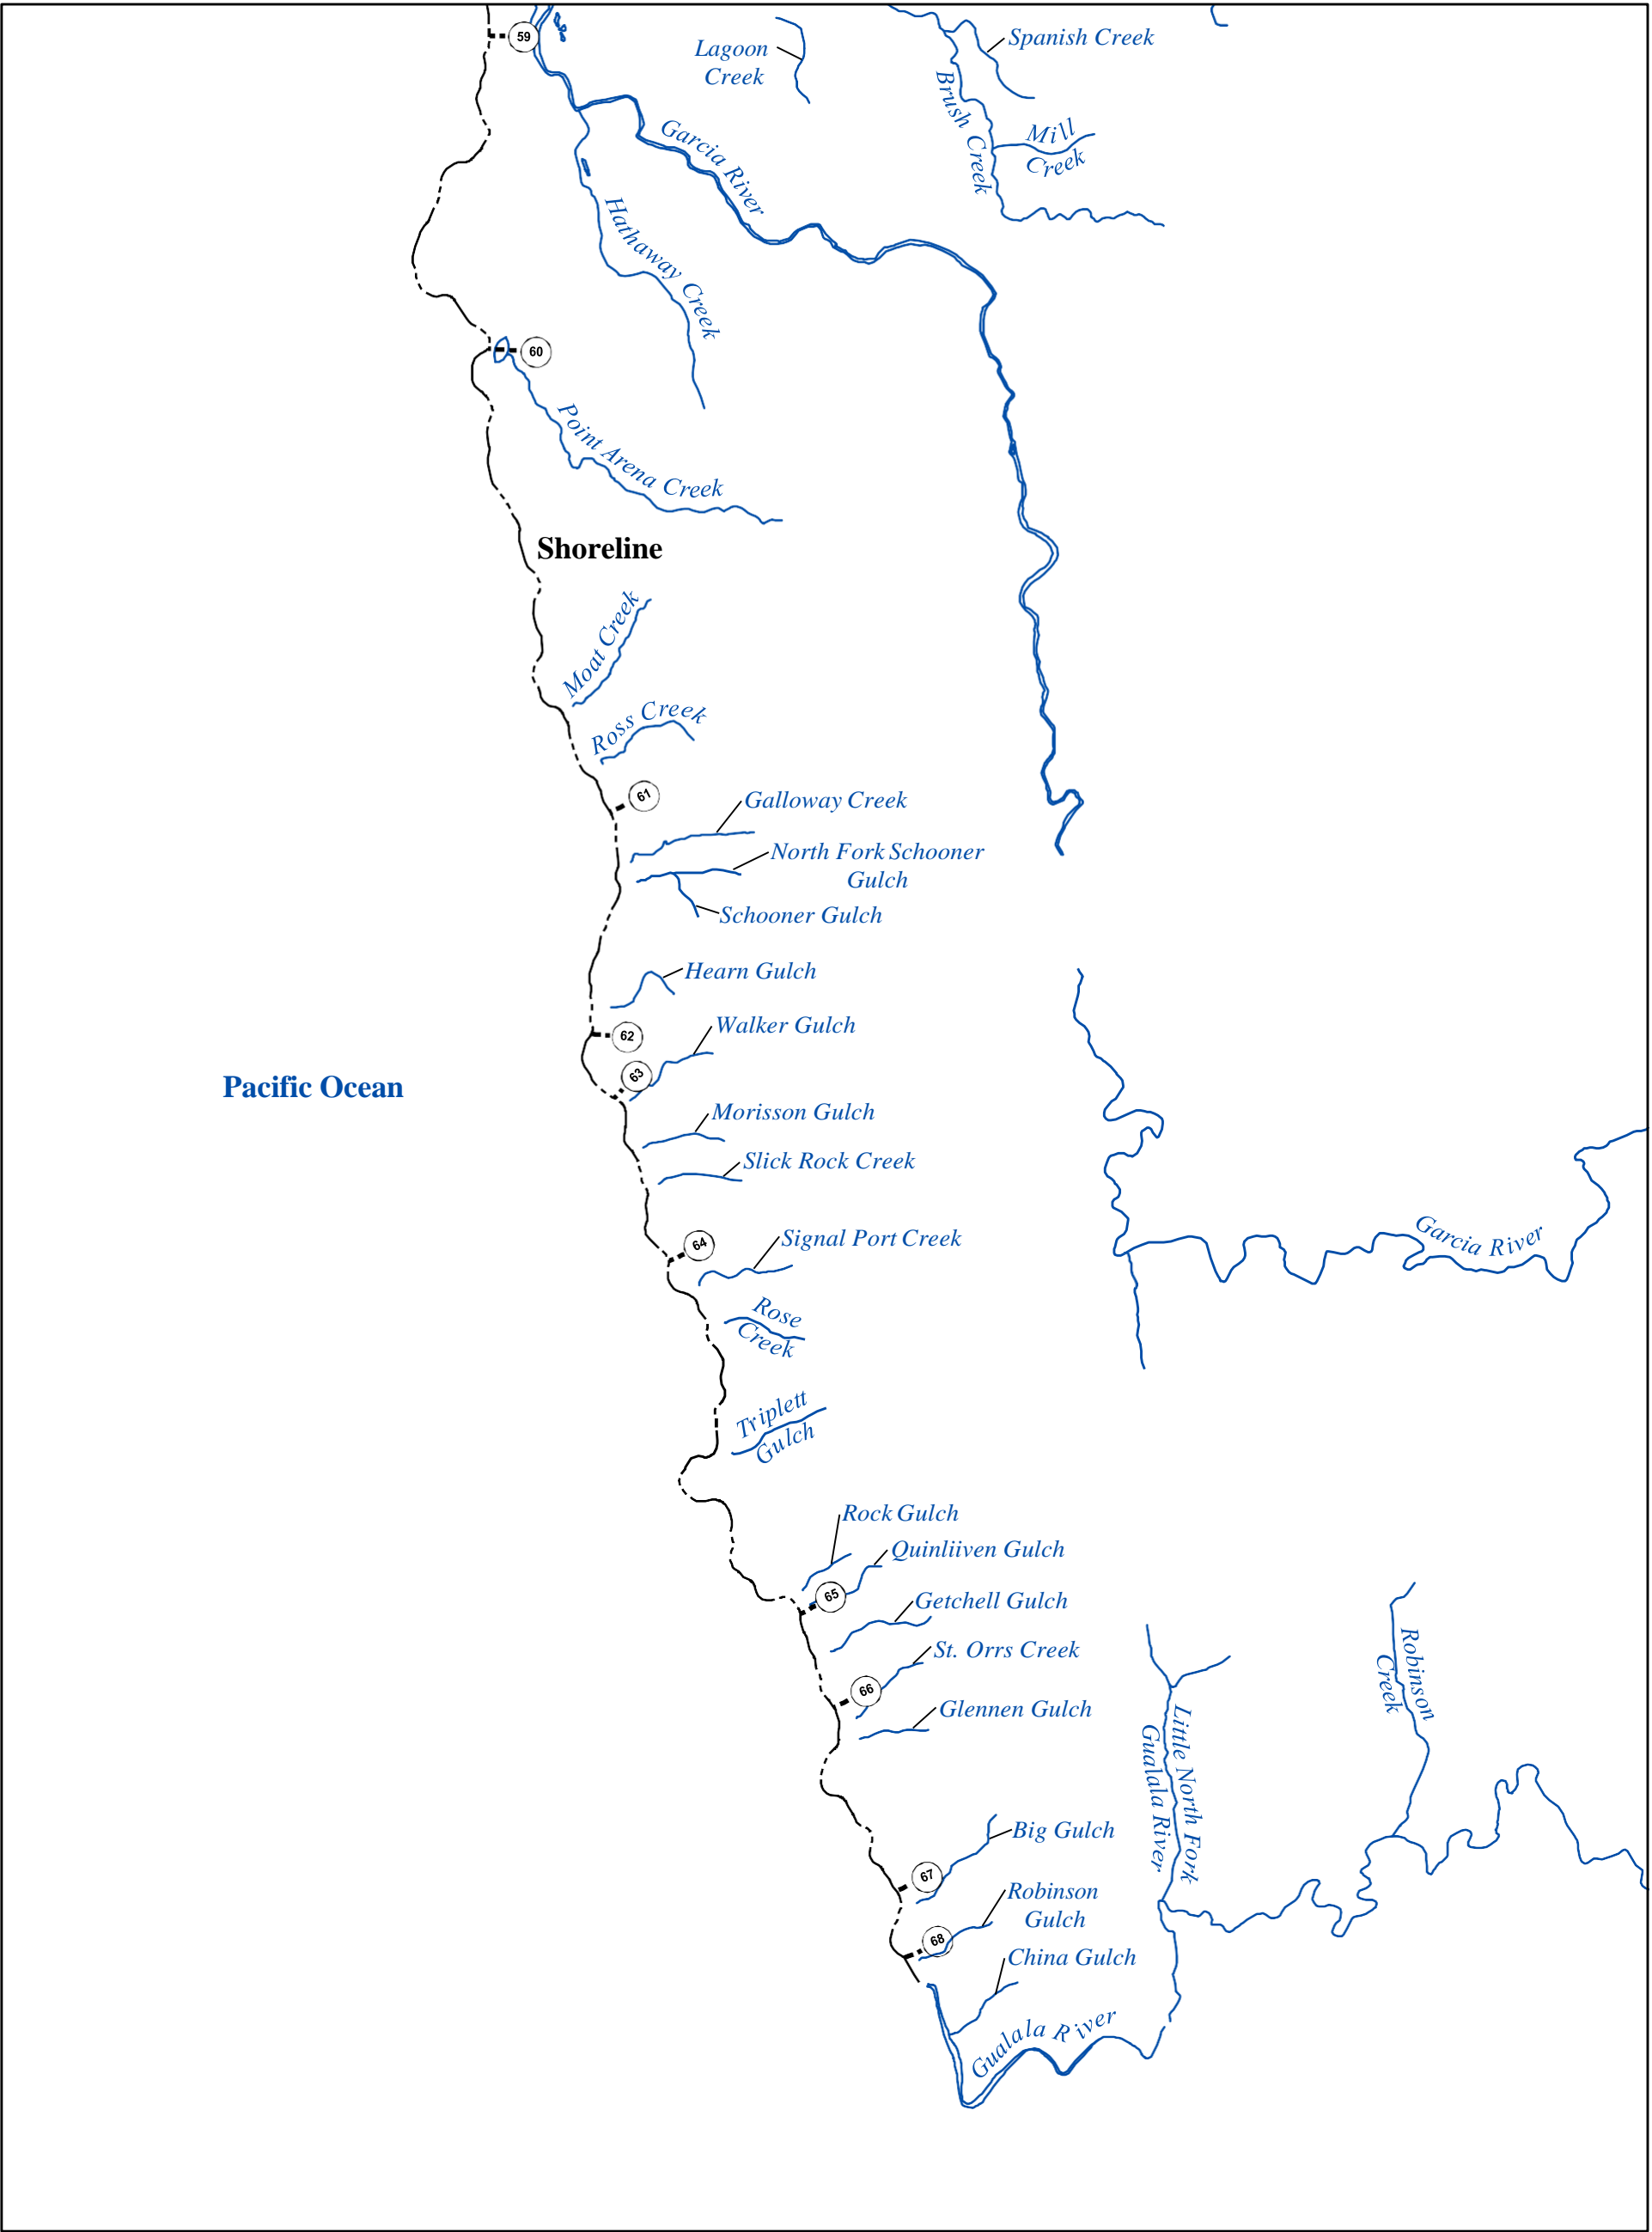 59
Lagoon
Creek
Spanish Creek
Brush Creek
Mill
Creek
Garcia River
Hathaway Creek
60
Point Arena Creek
Shoreline
Moat Creek
Ross Creek
61
Galloway Creek
North Fork Schooner
Gulch
Schooner Gulch
Hearn Gulch
62
Walker Gulch
63
Pacific Ocean
Morisson Gulch
Slick Rock Creek
64
Signal Port Creek
Garcia River
Rose
Creek
Triplett
Gulch
Rock Gulch
Quinliiven Gulch
65
Getchell Gulch
St. Orrs Creek
66
Glennen Gulch
Robinson
Creek
Little North Fork
Gualala River
Big Gulch
67
Robinson
Gulch
68
China Gulch
Gualala River